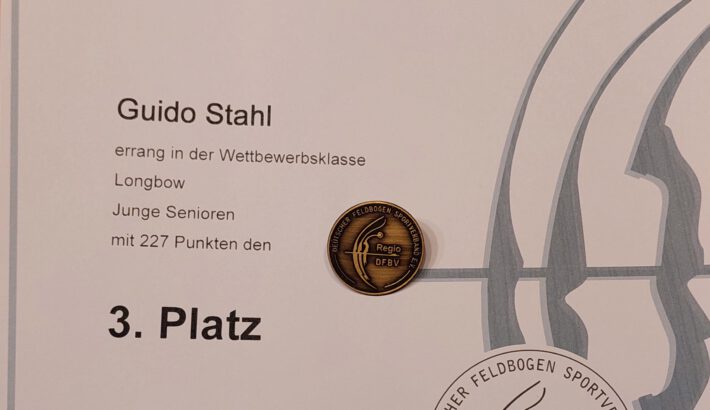 Guido Stahl
errang in der Wettbewerbsklasse
Longbow
Junge Senioren
mit 227 Punkten den
3. Platz
DEUTSCHER FELDBOGEN SPORTVERBAND E.V.
Regio
DFBV
HER FELDBOGEN SPORTVE